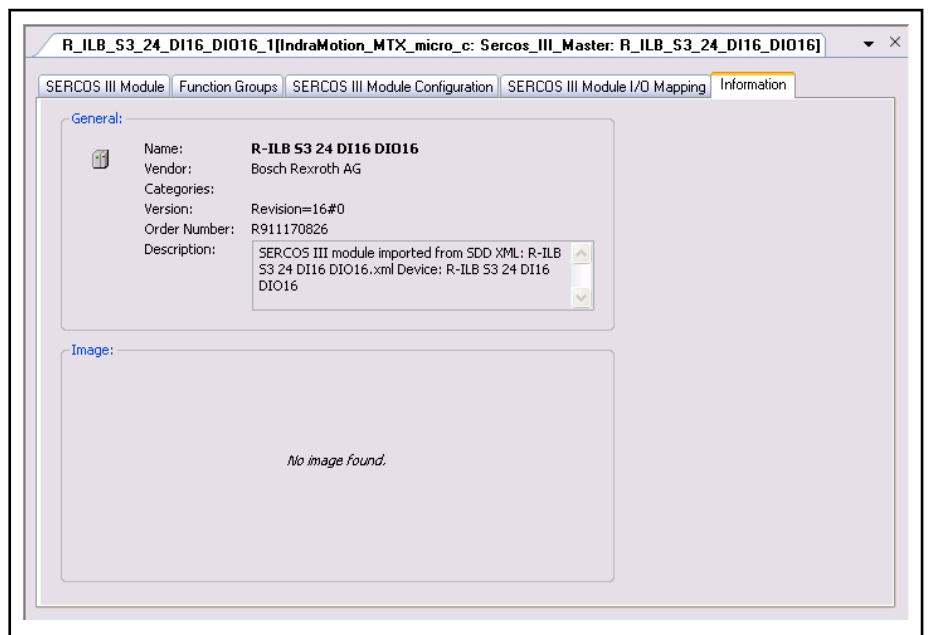 R_ILB_S3_24_DI16_DIO16_1[IndraMotion_MTX_micro_c: Sercos_III_Master: R_ILB_S3_24_DI16_DIO16]
SERCOS III Module Function Groups SERCOS III Module Configuration SERCOS III Module I/O Mapping Information
General:
Name: R-ILB S3 24 DI16 DIO16
Vendor: Bosch Rexroth AG
Categories:
Version: Revision=16#0
Order Number: R911170826
Description: SERCOS III module imported from SDD XML: R-ILB
S3 24 DI16 DIO16.xml Device: R-ILB S3 24 DI16
DIO16
Image:
No image found.